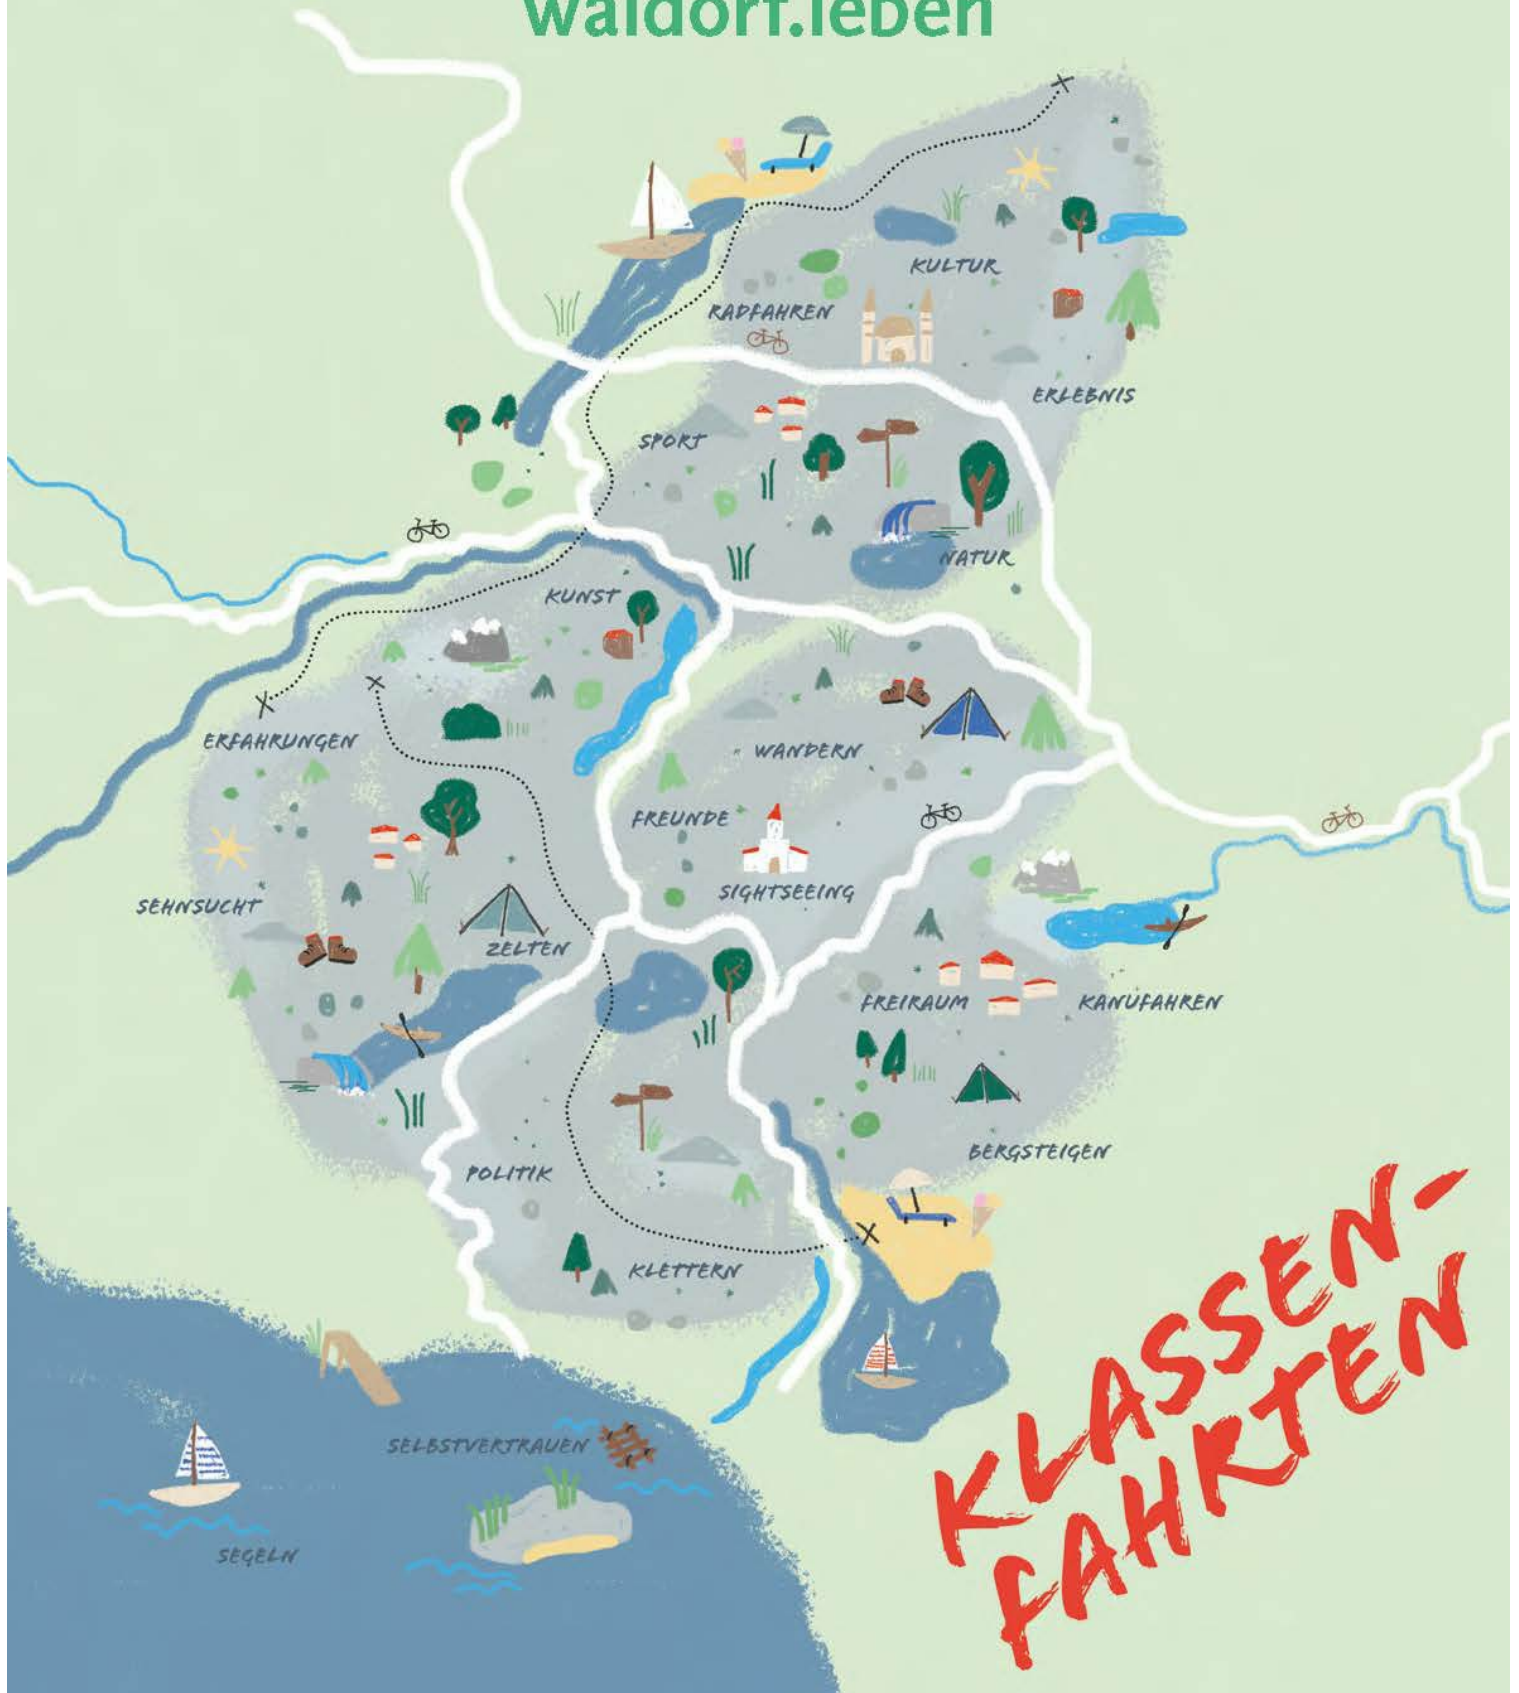 waldorf.leben
KULTUR
RADFAHREN
ERLEBNIS
SPORT
NATUR
KUNST
ERFAHRUNGEN
WANDERN
FREUNDE
SIGHTSEEING
SEHNSUCHT
ZELTEN
FREIRAUM
KANUFAHREN
BERGSTEIGEN
POLITIK
KLETTERN
SELBSTVERTRAUEN
SEGELN
KLASSEN-
FAHRTEN